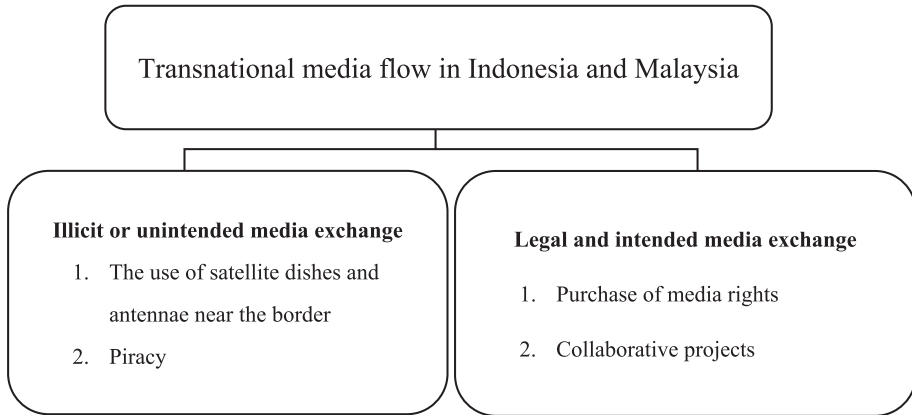 Transnational media flow in Indonesia and Malaysia
Illicit or unintended media exchange
1. The use of satellite dishes and
antennae near the border
2. Piracy
Legal and intended media exchange
1. Purchase of media rights
2. Collaborative projects